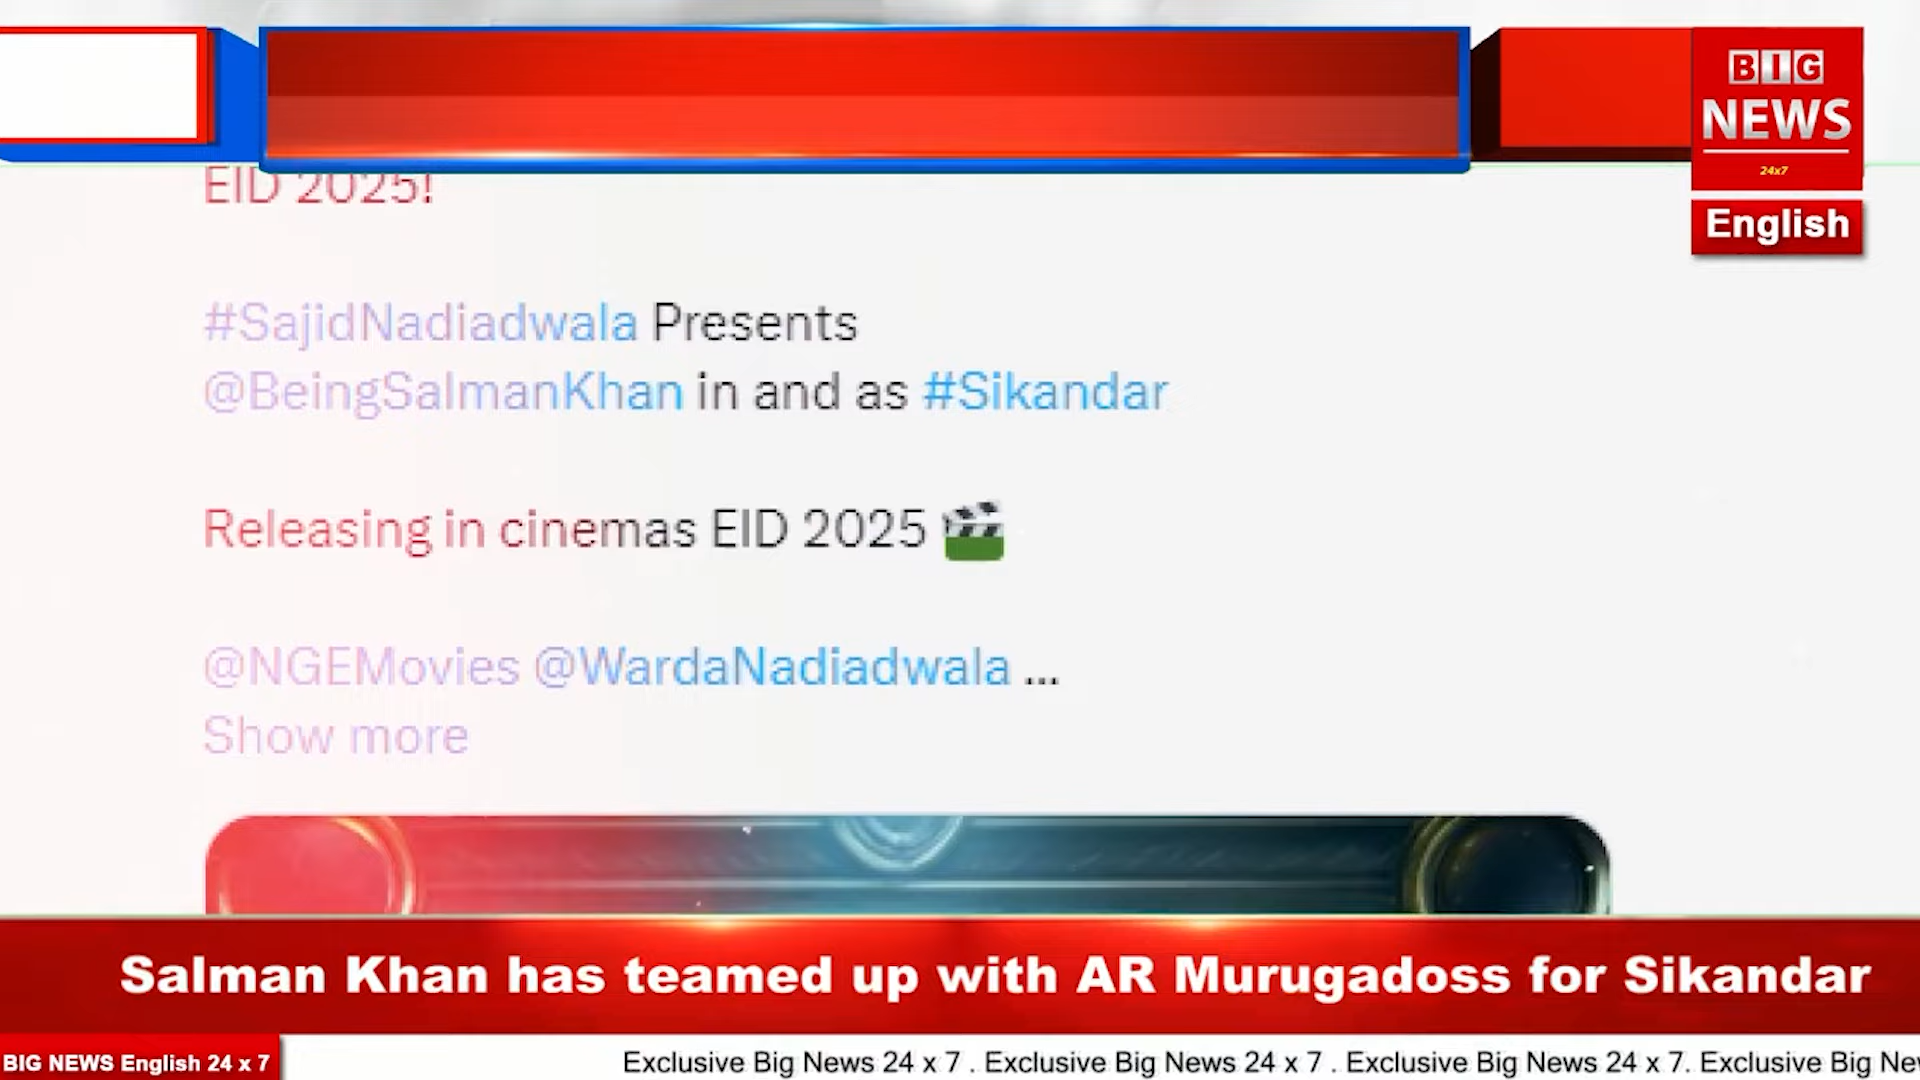 BIG
NEWS
24x7
English
EID 2025!
#SajidNadiadwala Presents
@BeingSalmanKhan in and as #Sikandar
Releasing in cinemas EID 2025
@NGEMovies @WardaNadiadwala ...
Show more
Salman Khan has teamed up with AR Murugadoss for Sikandar
BIG NEWS English 24 x 7
Exclusive Big News 24 x 7 . Exclusive Big News 24 x 7 . Exclusive Big News 24 x 7. Exclusive Big